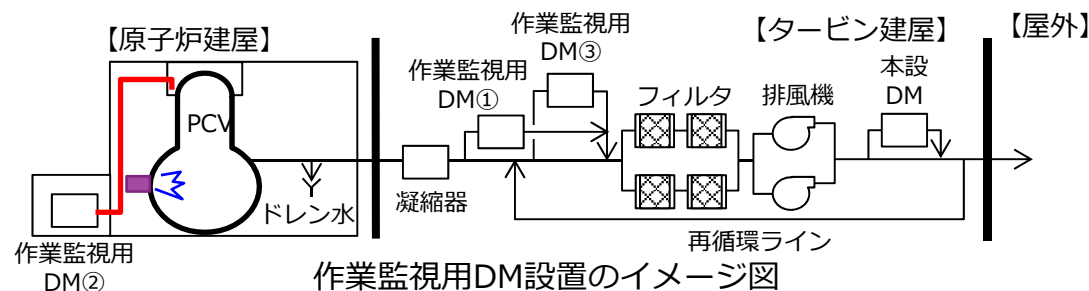 【原子炉建屋】
作業監視用
DM③
【タービン建屋】
【屋外】
作業監視用
DM①
フィルタ
排風機
本設
DM
PCV
ドレン水
凝縮器
再循環ライン
作業監視用
DM②
作業監視用DM設置のイメージ図